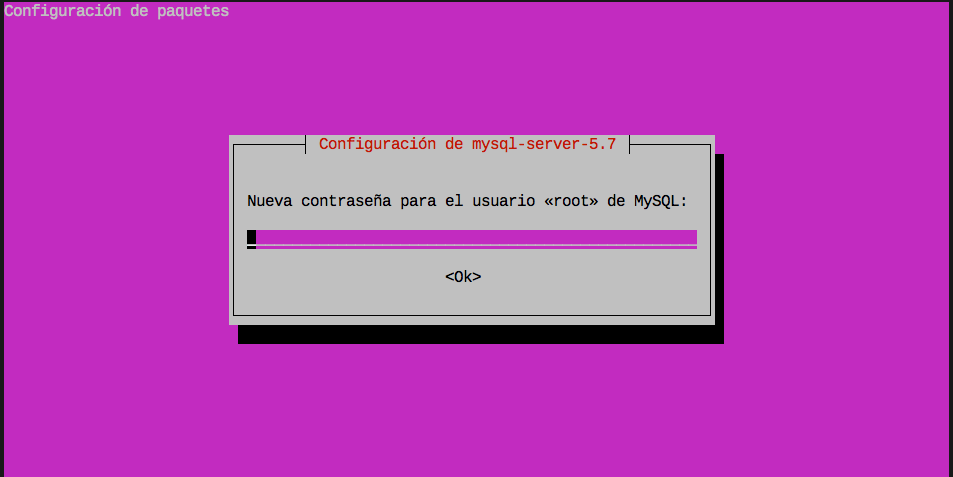 Configuración de paquetes
Configuración de mysql-server-5.7
Nueva contraseña para el usuario «root» de MySQL:
<Ok>